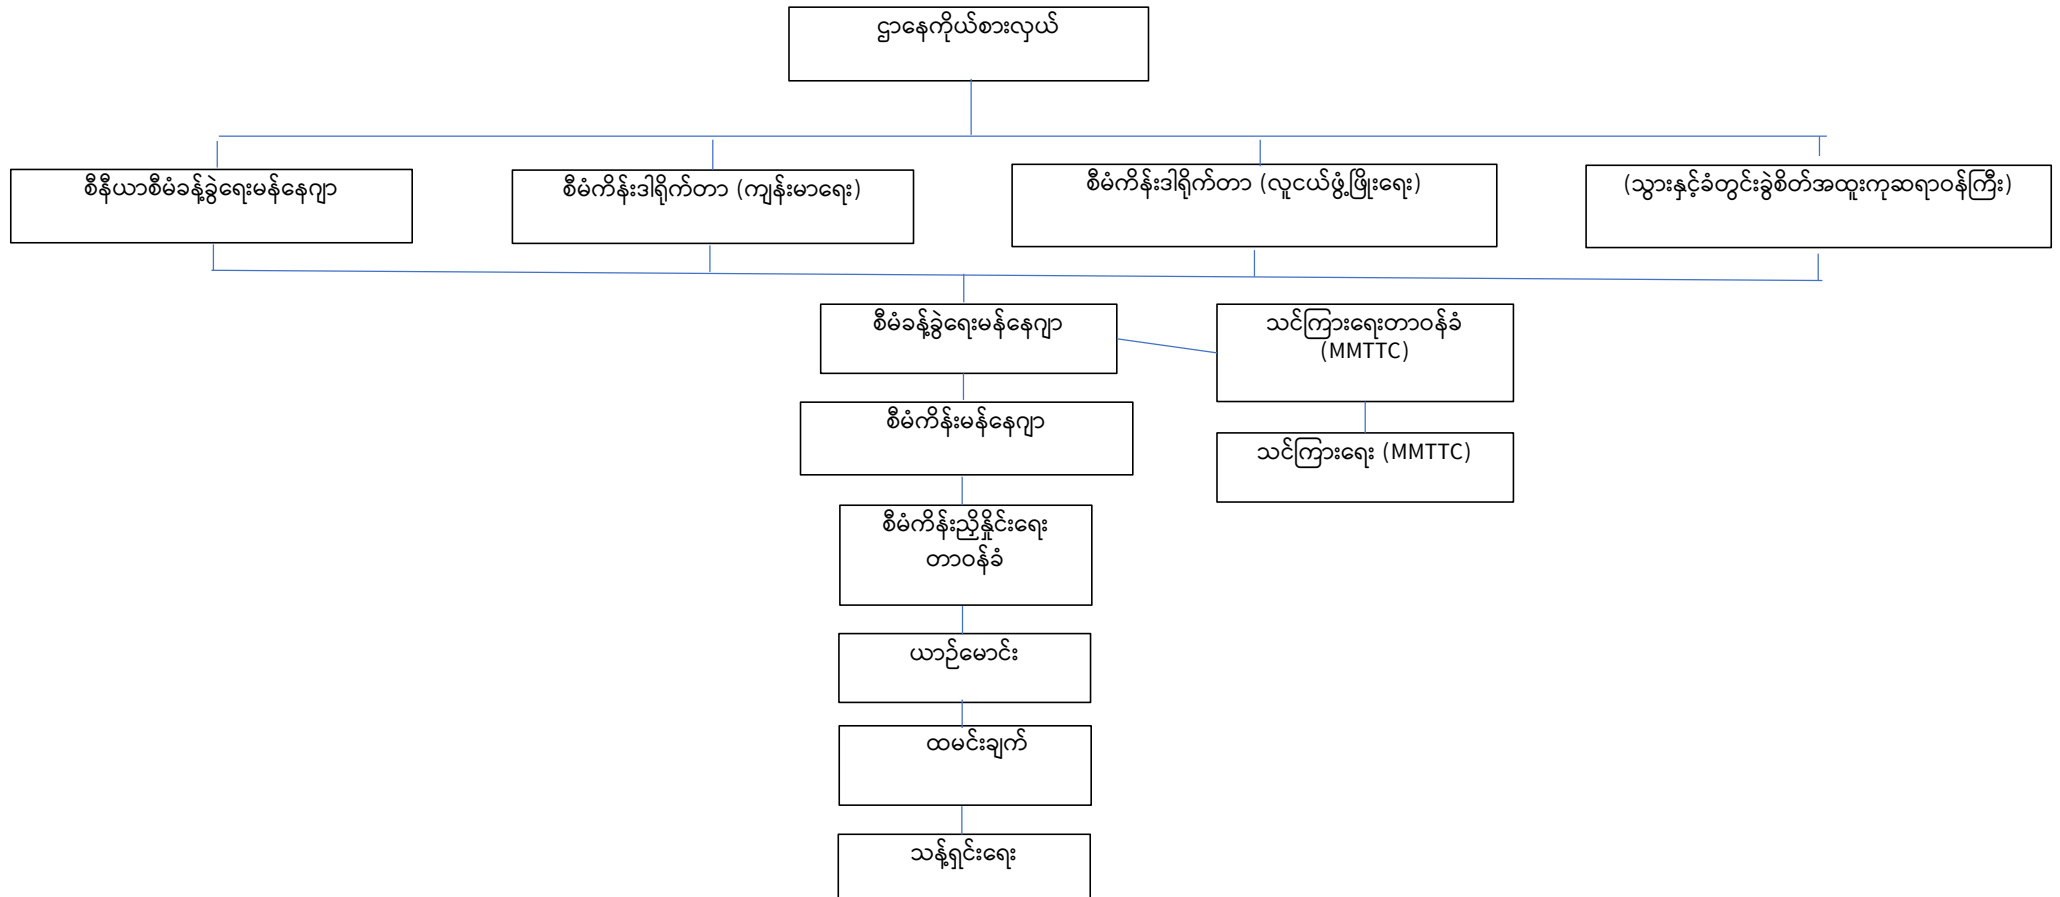 ဌာနေကိုယ်စားလှယ်
စီနီယာစီမံခန့်ခွဲရေးမန်နေဂျာ
စီမံကိန်းဒါရိုက်တာ (ကျန်းမာရေး)
စီမံကိန်းဒါရိုက်တာ (လူငယ်ဖွံ့ဖြိုးရေး)
(သွားနှင့်ခံတွင်းခွဲစိတ်အထူးကုဆရာဝန်ကြီး)
စီမံခန့်ခွဲရေးမန်နေဂျာ
သင်ကြားရေးတာဝန်ခံ
(MMTTC)
စီမံကိန်းမန်နေဂျာ
သင်ကြားရေး (MMTTC)
စီမံကိန်းညှိနှိုင်းရေး
တာဝန်ခံ
ယာဉ်မောင်း
ထမင်းချက်
သန့်ရှင်းရေး